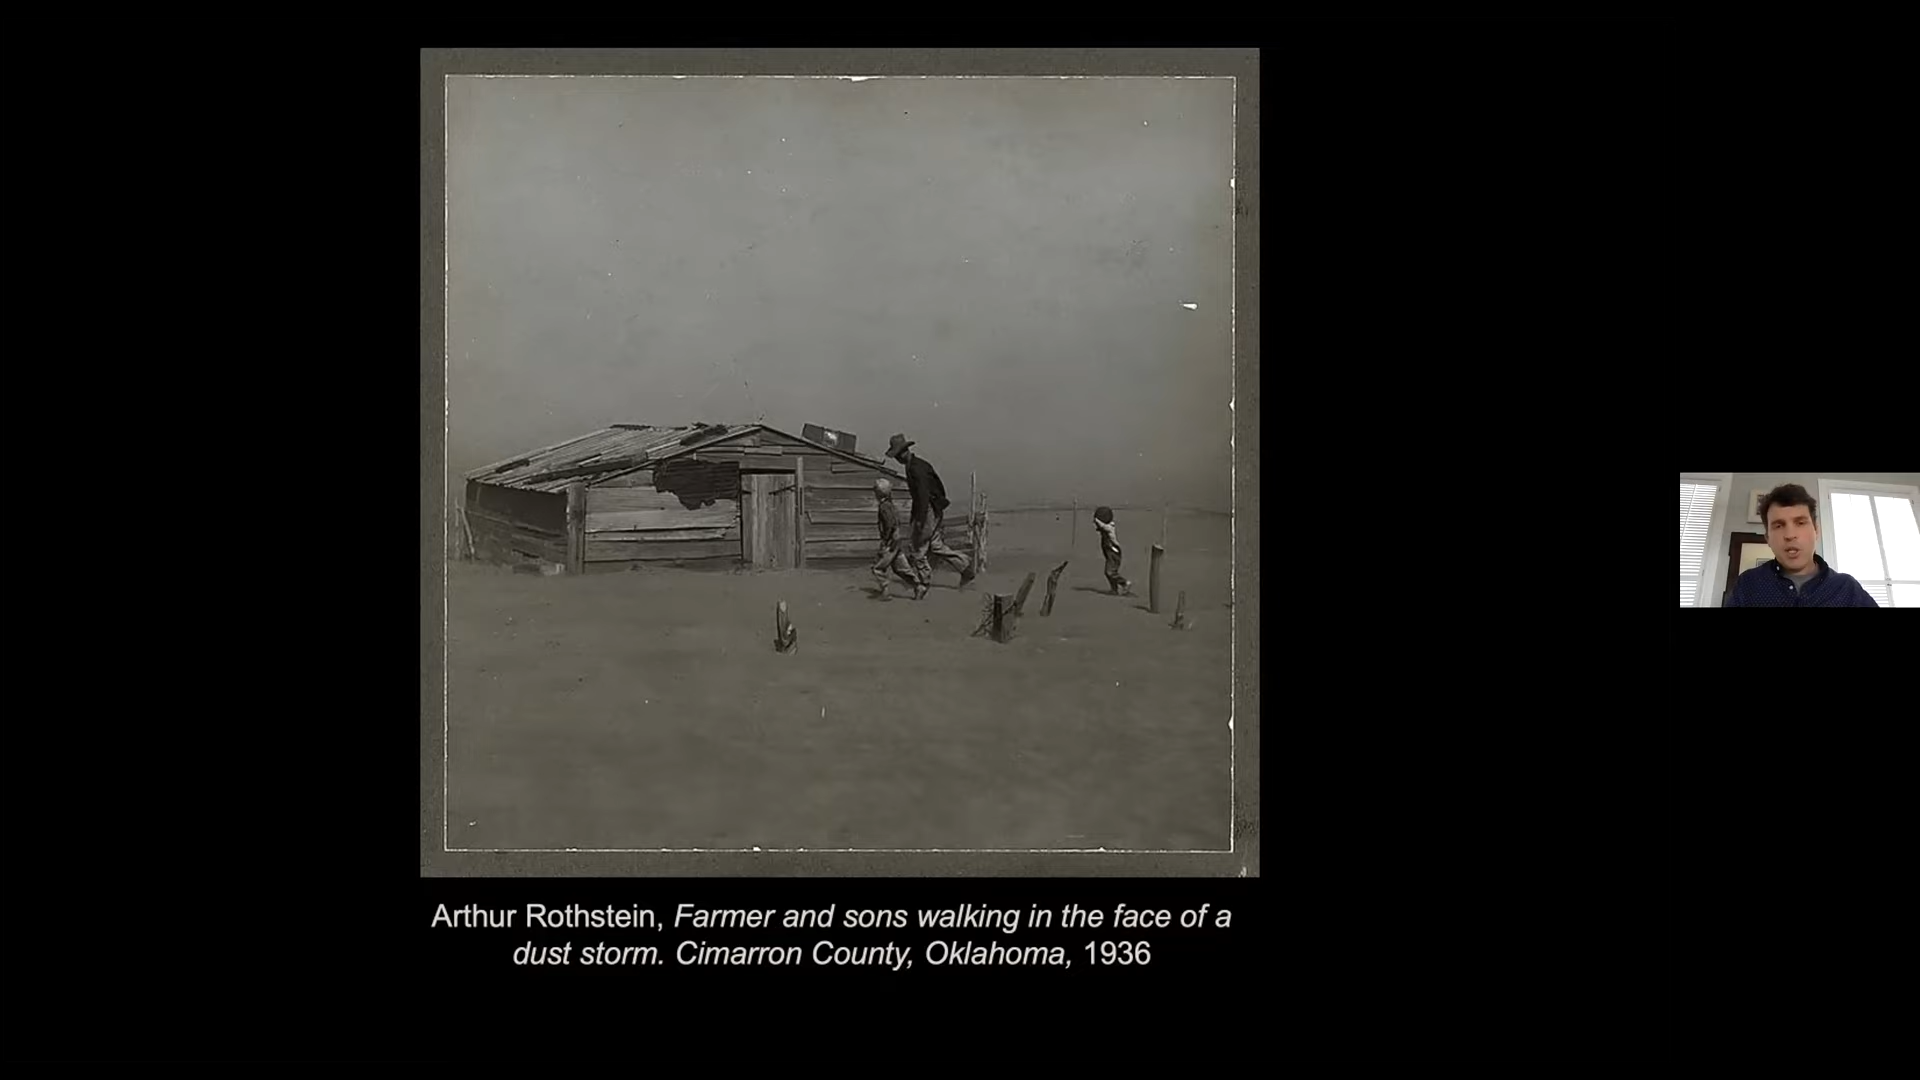 Arthur Rothstein, Farmer and sons walking in the face of a
dust storm. Cimarron County, Oklahoma, 1936